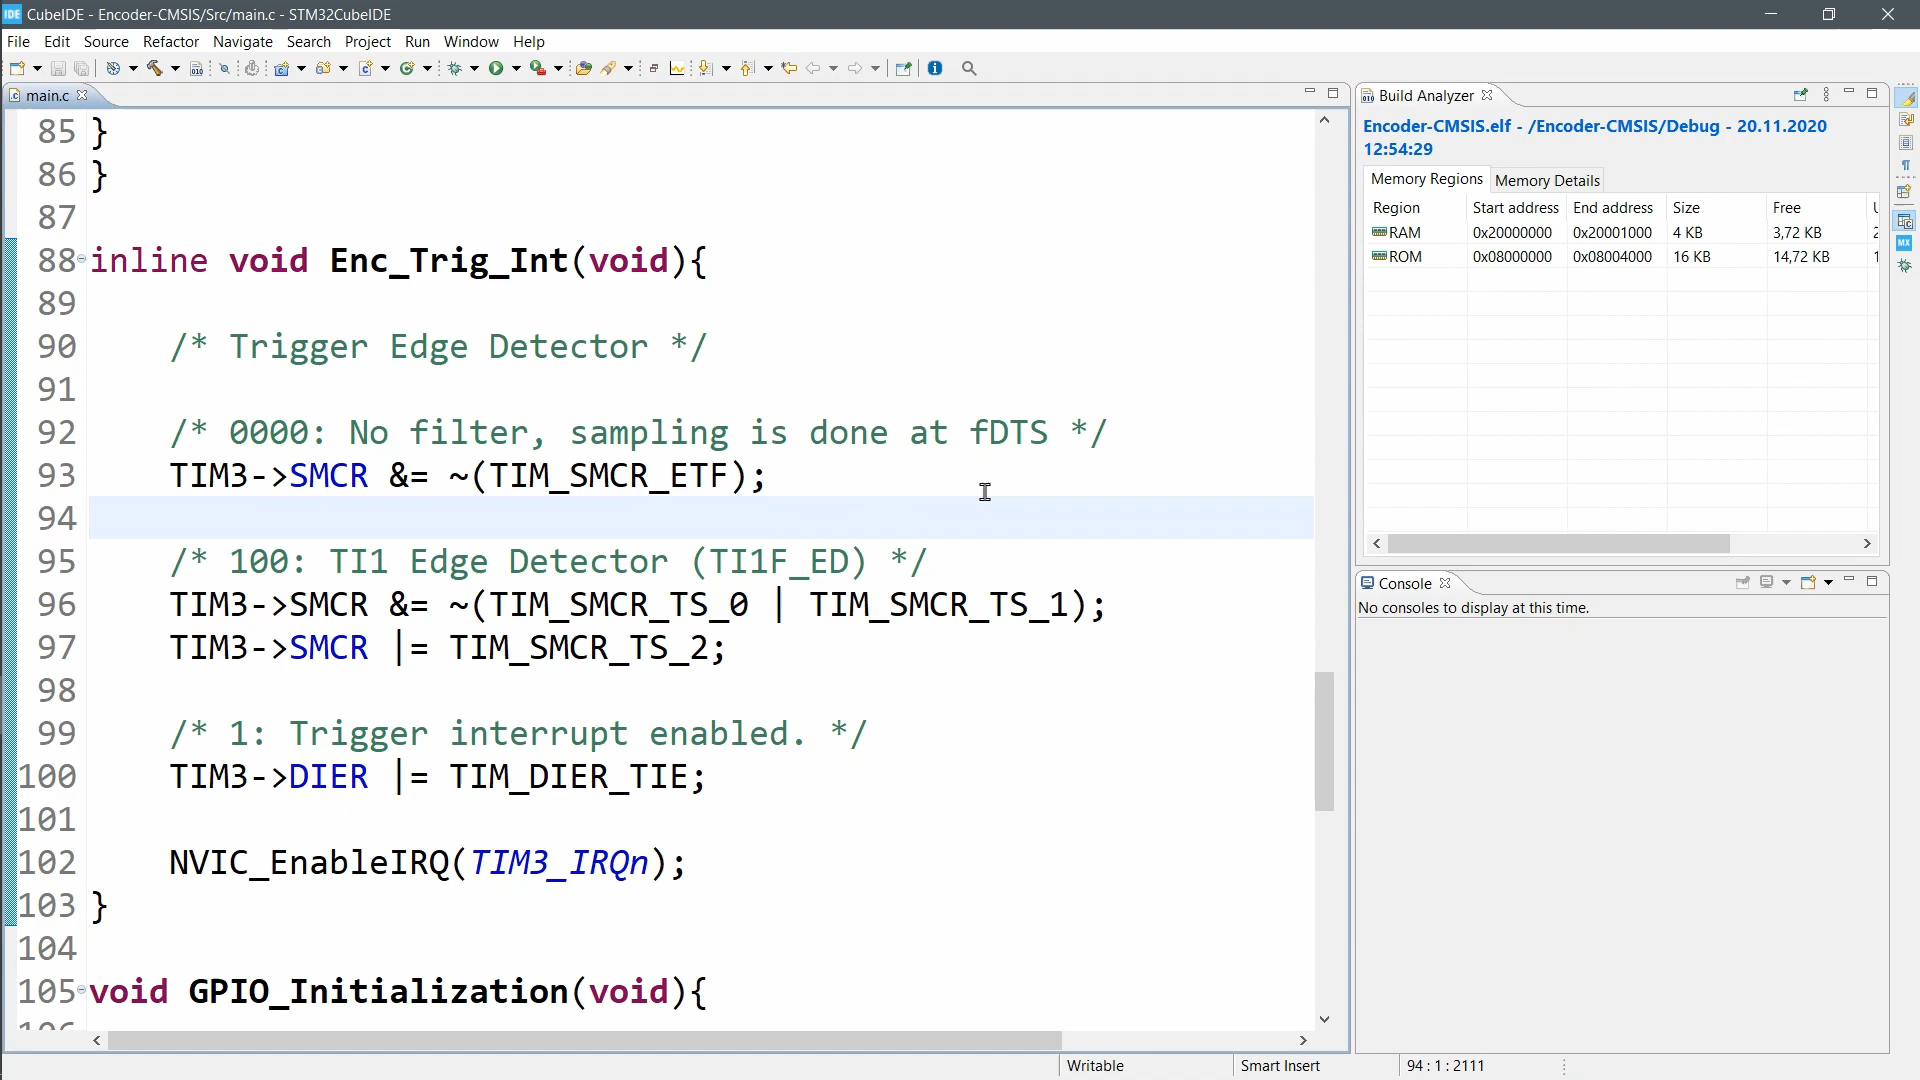 IDE CubeIDE - Encoder-CMSIS/Src/main.c - STM32CubeIDE
File Edit Source Refactor Navigate Search Project Run Window Help
main.c
85 }
86 }
87
88 inline void Enc_Trig_Int(void){
89
90 /* Trigger Edge Detector */
91
92 /* 0000: No filter, sampling is done at fDTS */
93 TIM3->SMCR &= ~(TIM_SMCR_ETF);
94
95 /* 100: TI1 Edge Detector (TI1F_ED) */
96 TIM3->SMCR &= ~(TIM_SMCR_TS_0 | TIM_SMCR_TS_1);
97 TIM3->SMCR |= TIM_SMCR_TS_2;
98
99 /* 1: Trigger interrupt enabled. */
100 TIM3->DIER |= TIM_DIER_TIE;
101
102 NVIC_EnableIRQ(TIM3_IRQn);
103 }
104
105 void GPIO_Initialization(void){
Build Analyzer
Encoder-CMSIS.elf - /Encoder-CMSIS/Debug - 20.11.2020
12:54:29
Memory Regions Memory Details
Region Start address End address Size Free
RAM 0x20000000 0x20001000 4 KB 3,72 KB
ROM 0x08000000 0x08004000 16 KB 14,72 KB
MX
Console
No consoles to display at this time.
Writable Smart Insert 94 : 1 : 2111